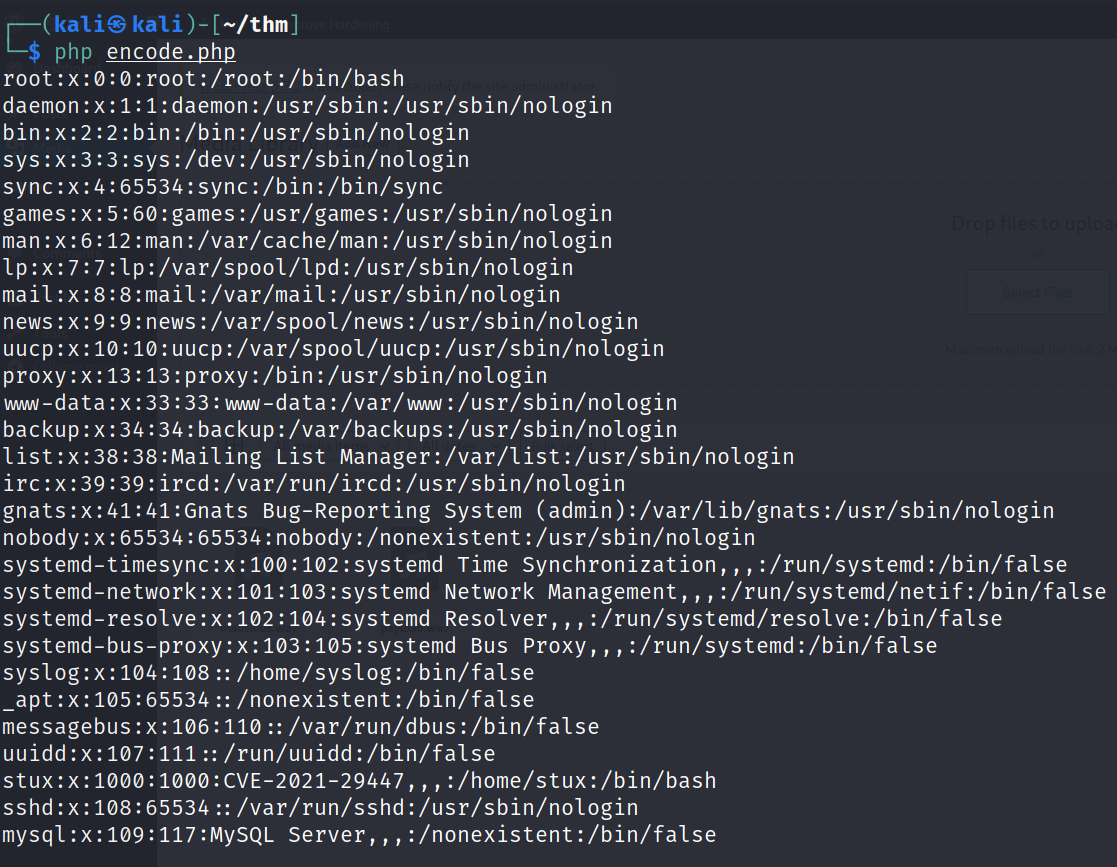 ┌──(kali㉿kali)-[~/thm]
└─$ php encode.php
root:x:0:0:root:/root:/bin/bash
daemon:x:1:1:daemon:/usr/sbin:/usr/sbin/nologin
bin:x:2:2:bin:/bin:/usr/sbin/nologin
sys:x:3:3:sys:/dev:/usr/sbin/nologin
sync:x:4:65534:sync:/bin:/bin/sync
games:x:5:60:games:/usr/games:/usr/sbin/nologin
man:x:6:12:man:/var/cache/man:/usr/sbin/nologin
lp:x:7:7:lp:/var/spool/lpd:/usr/sbin/nologin
mail:x:8:8:mail:/var/mail:/usr/sbin/nologin
news:x:9:9:news:/var/spool/news:/usr/sbin/nologin
uucp:x:10:10:uucp:/var/spool/uucp:/usr/sbin/nologin
proxy:x:13:13:proxy:/bin:/usr/sbin/nologin
www-data:x:33:33:www-data:/var/www:/usr/sbin/nologin
backup:x:34:34:backup:/var/backups:/usr/sbin/nologin
list:x:38:38:Mailing List Manager:/var/list:/usr/sbin/nologin
irc:x:39:39:ircd:/var/run/ircd:/usr/sbin/nologin
gnats:x:41:41:Gnats Bug-Reporting System (admin):/var/lib/gnats:/usr/sbin/nologin
nobody:x:65534:65534:nobody:/nonexistent:/usr/sbin/nologin
systemd-timesync:x:100:102:systemd Time Synchronization,,,:/run/systemd:/bin/false
systemd-network:x:101:103:systemd Network Management,,,:/run/systemd/netif:/bin/false
systemd-resolve:x:102:104:systemd Resolver,,,:/run/systemd/resolve:/bin/false
systemd-bus-proxy:x:103:105:systemd Bus Proxy,,,:/run/systemd:/bin/false
syslog:x:104:108::/home/syslog:/bin/false
_apt:x:105:65534::/nonexistent:/bin/false
messagebus:x:106:110::/var/run/dbus:/bin/false
uuidd:x:107:111::/run/uuidd:/bin/false
stux:x:1000:1000:CVE-2021-29447,,,:/home/stux:/bin/bash
sshd:x:108:65534::/var/run/sshd:/usr/sbin/nologin
mysql:x:109:117:MySQL Server,,,:/nonexistent:/bin/false
Drop files to uploa
or
Select Files